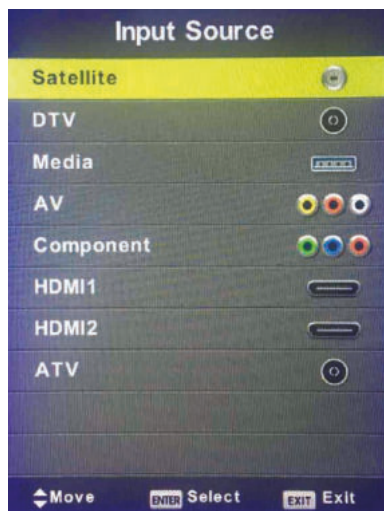 Input Source
Satellite
DTV
Media
AV
Component
HDMI1
HDMI2
ATV
Move ENTER Select EXIT Exit